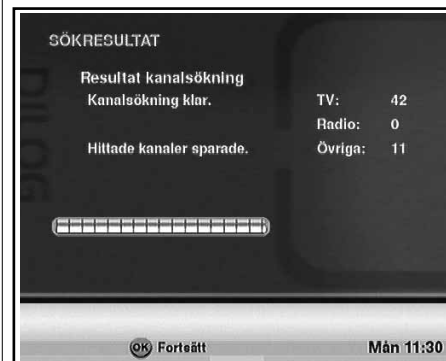 SÖKRESULTAT
Resultat kanalsökning
Kanalsökning klar. TV: 42
Radio: 0
Hittade kanaler sparade. Övriga: 11
DILOG
OK Fortsätt Mån 11:30